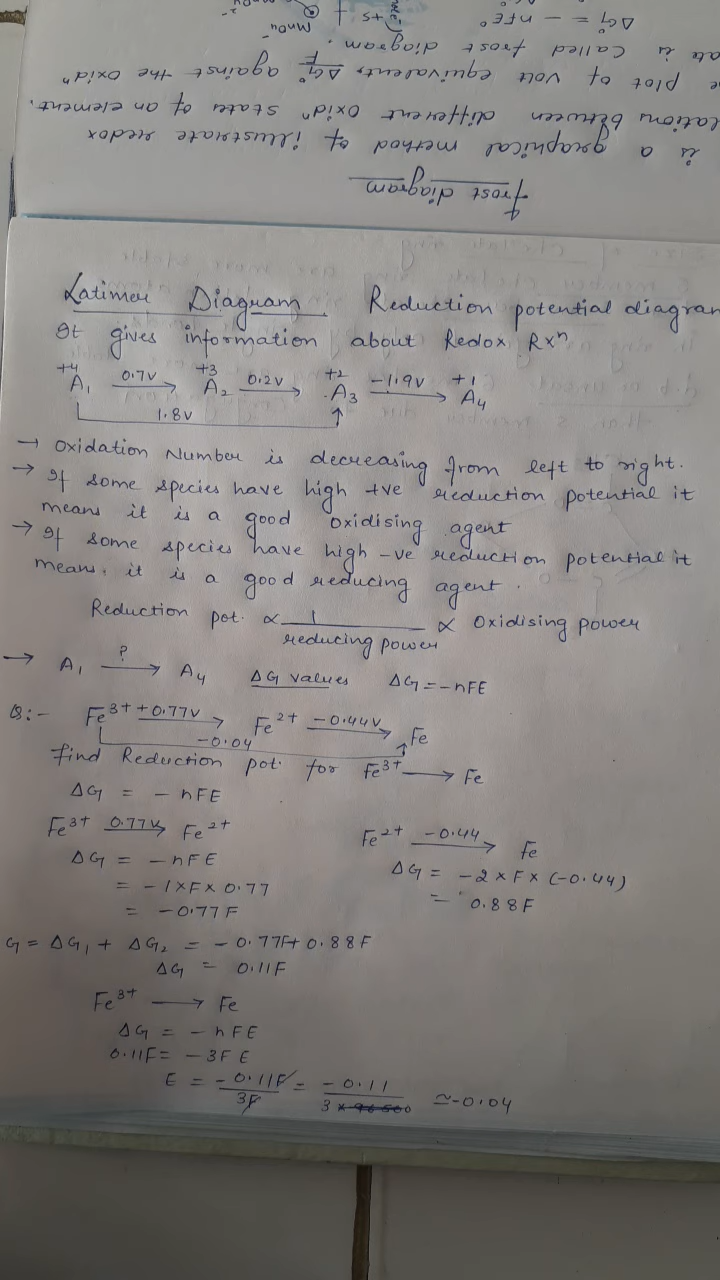 Frost diagram
is a graphical method of illustrate redox
lations between different oxidⁿ states of an element.
plot of volt equivalents ΔG°/F against the oxidⁿ
is called frost diagram.
ΔG° = - nFE°
MnO₄⁻
Latimer Diagram Reduction potential diagram
It gives information about Redox Rxⁿ
+4 +3 +2 +1
A₁ 0.7V→ A₂ 0.2V→ A₃ -1.9V→ A₄
1.8V
→ Oxidation Number is decreasing from left to right.
→ If some species have high +ve reduction potential it
means it is a good oxidising agent
→ If some species have high -ve reduction potential it
means it is a good reducing agent.
Reduction pot. ∝ 1/reducing power ∝ Oxidising power
→ A₁ ?→ A₄ ΔG values ΔG = -nFE
Q:- Fe³⁺ +0.77V→ Fe²⁺ -0.44V→ Fe
-0.04
find Reduction pot. for Fe³⁺ → Fe
ΔG = - nFE
Fe³⁺ 0.77V→ Fe²⁺
ΔG = - nFE
= -1×F×0.77
= -0.77F
Fe²⁺ -0.44→ Fe
ΔG = -2×F×(-0.44)
= 0.88F
G = ΔG₁ + ΔG₂ = -0.77F+0.88F
ΔG = 0.11F
Fe³⁺ → Fe
ΔG = - nFE
0.11F = -3FE
E = -0.11F/3F = -0.11/3×96500 ≃-0.04